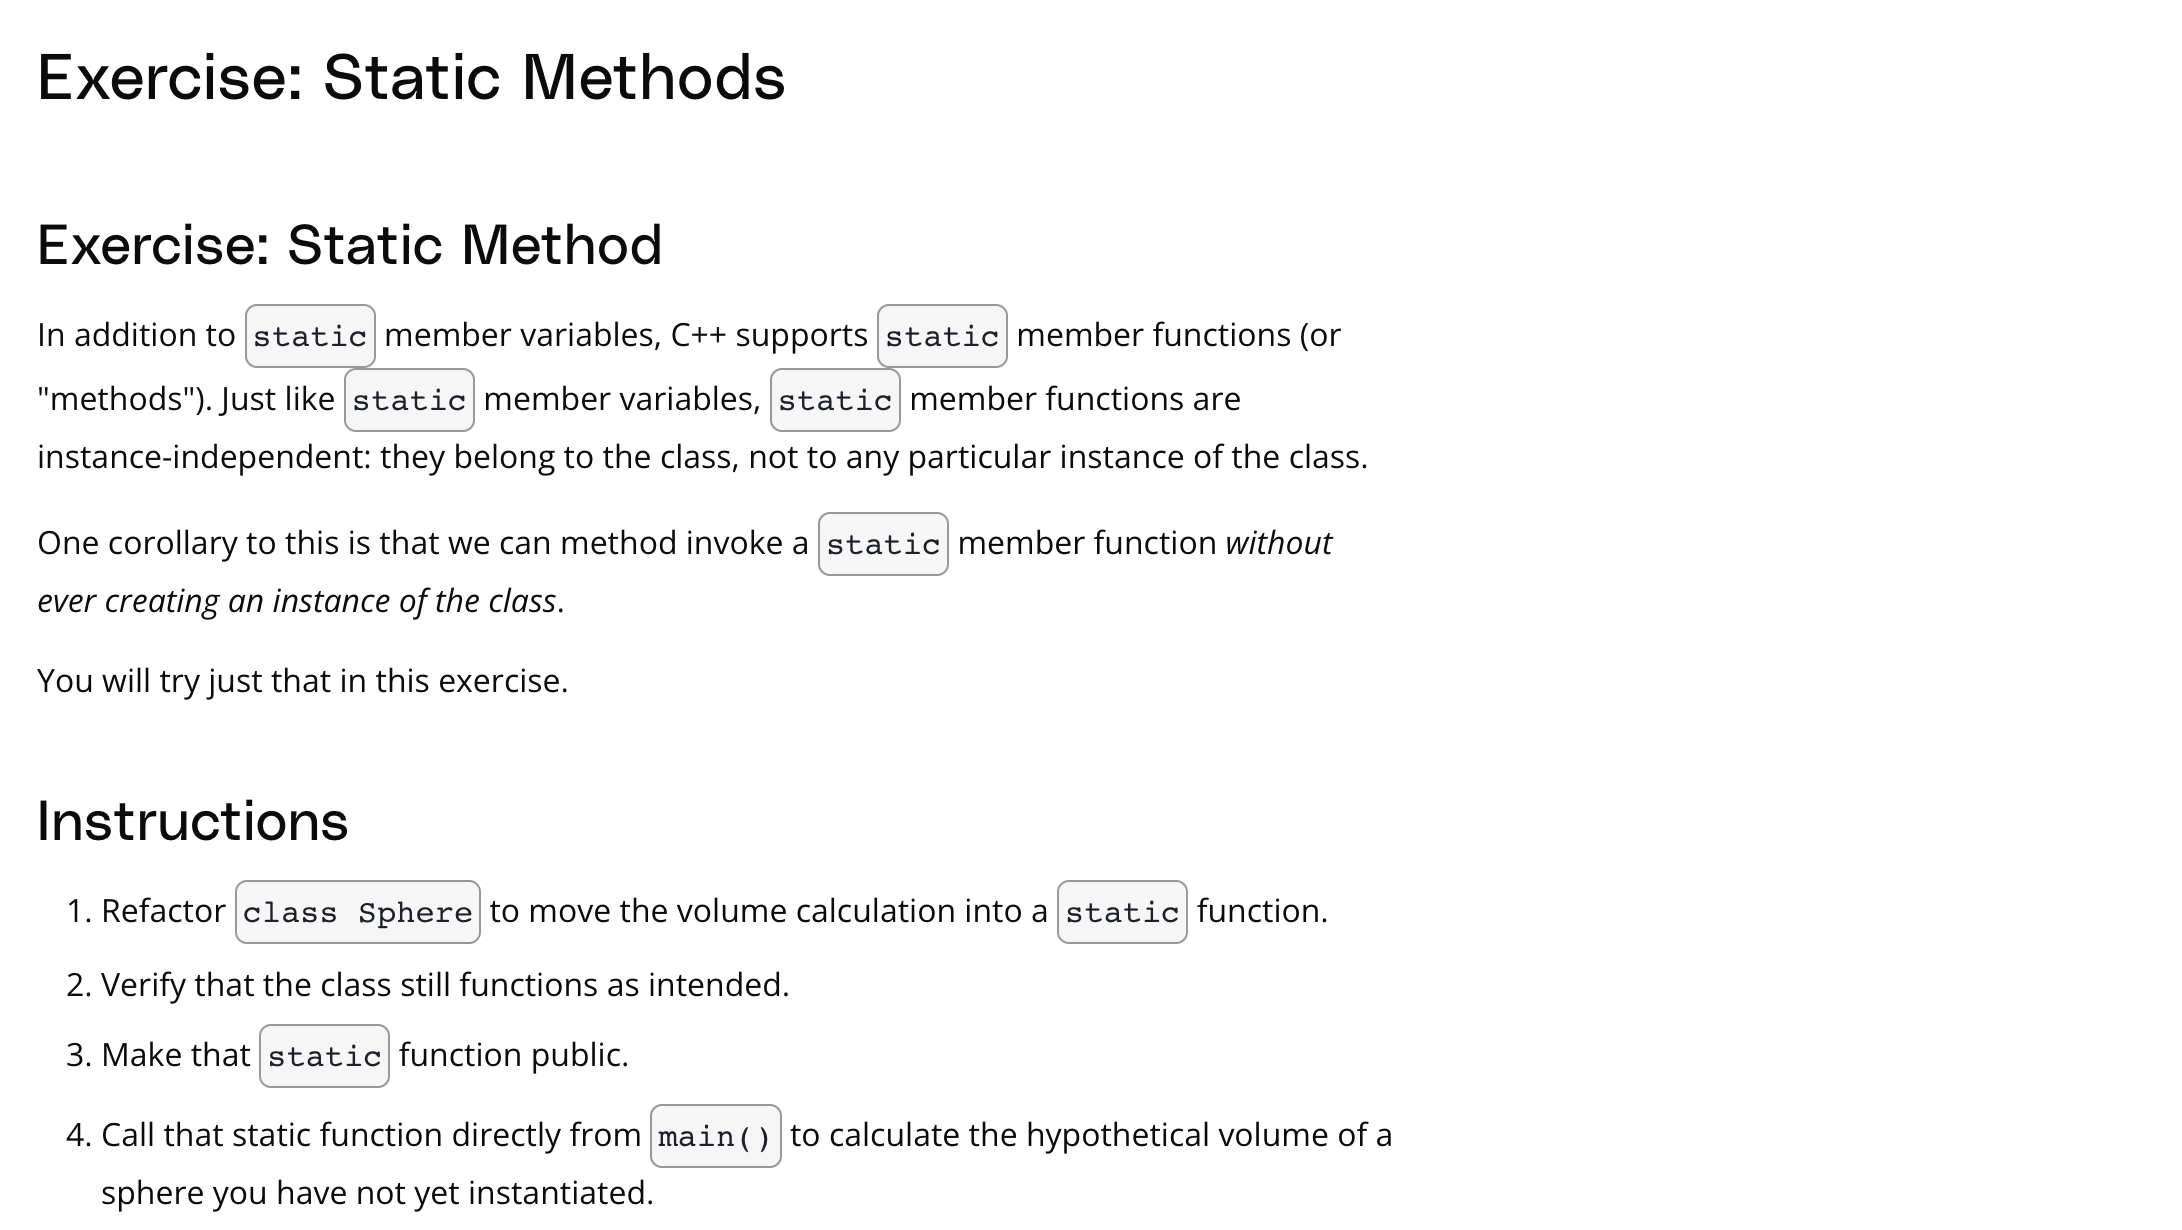 Exercise: Static Methods
Exercise: Static Method
In addition to static member variables, C++ supports static member functions (or
"methods"). Just like static member variables, static member functions are
instance-independent: they belong to the class, not to any particular instance of the class.
One corollary to this is that we can method invoke a static member function without
ever creating an instance of the class.
You will try just that in this exercise.
Instructions
1. Refactor class Sphere to move the volume calculation into a static function.
2. Verify that the class still functions as intended.
3. Make that static function public.
4. Call that static function directly from main() to calculate the hypothetical volume of a
sphere you have not yet instantiated.